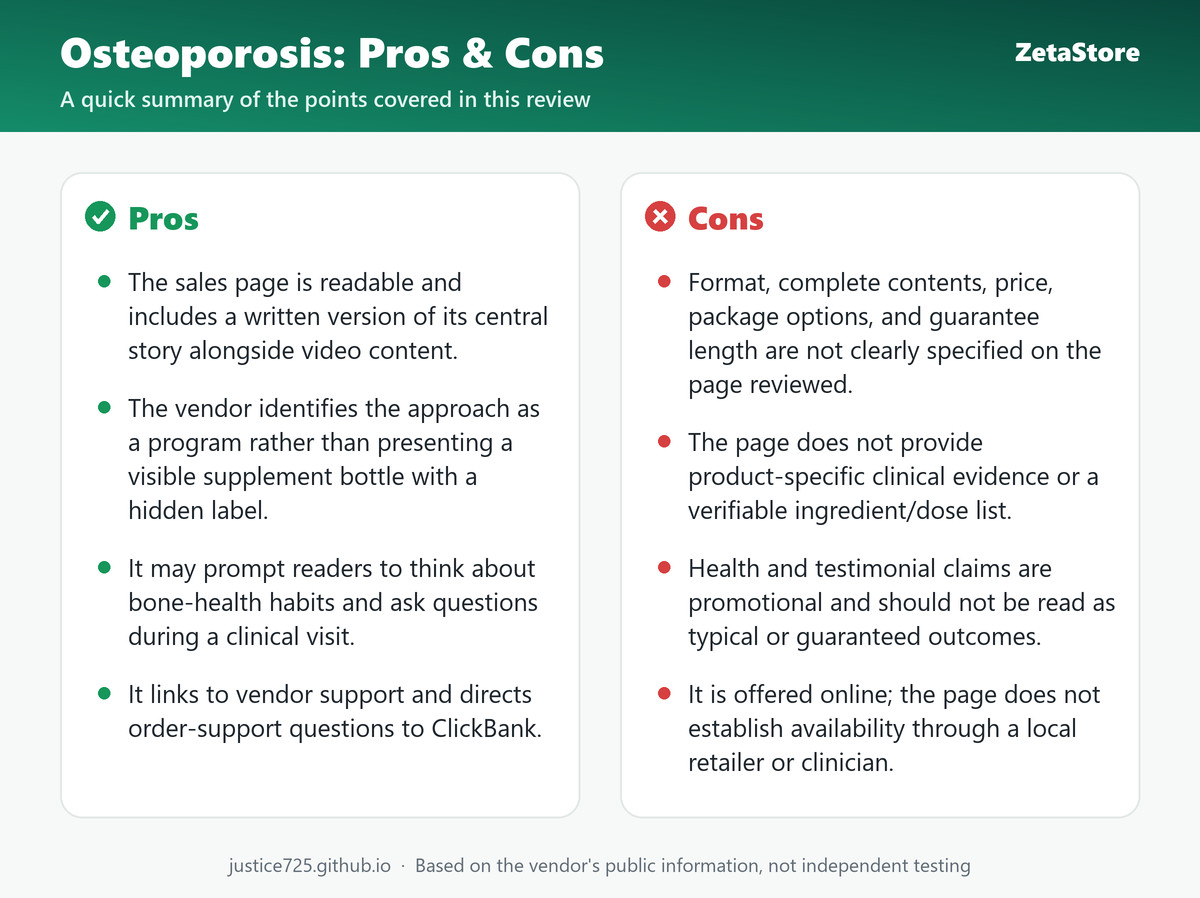 Osteoporosis: Pros & Cons
ZetaStore
A quick summary of the points covered in this review
Pros
The sales page is readable and
includes a written version of its central
story alongside video content.
The vendor identifies the approach as
a program rather than presenting a
visible supplement bottle with a
hidden label.
It may prompt readers to think about
bone-health habits and ask questions
during a clinical visit.
It links to vendor support and directs
order-support questions to ClickBank.
Cons
Format, complete contents, price,
package options, and guarantee
length are not clearly specified on the
page reviewed.
The page does not provide
product-specific clinical evidence or a
verifiable ingredient/dose list.
Health and testimonial claims are
promotional and should not be read as
typical or guaranteed outcomes.
It is offered online; the page does not
establish availability through a local
retailer or clinician.
justice725.github.io · Based on the vendor's public information, not independent testing